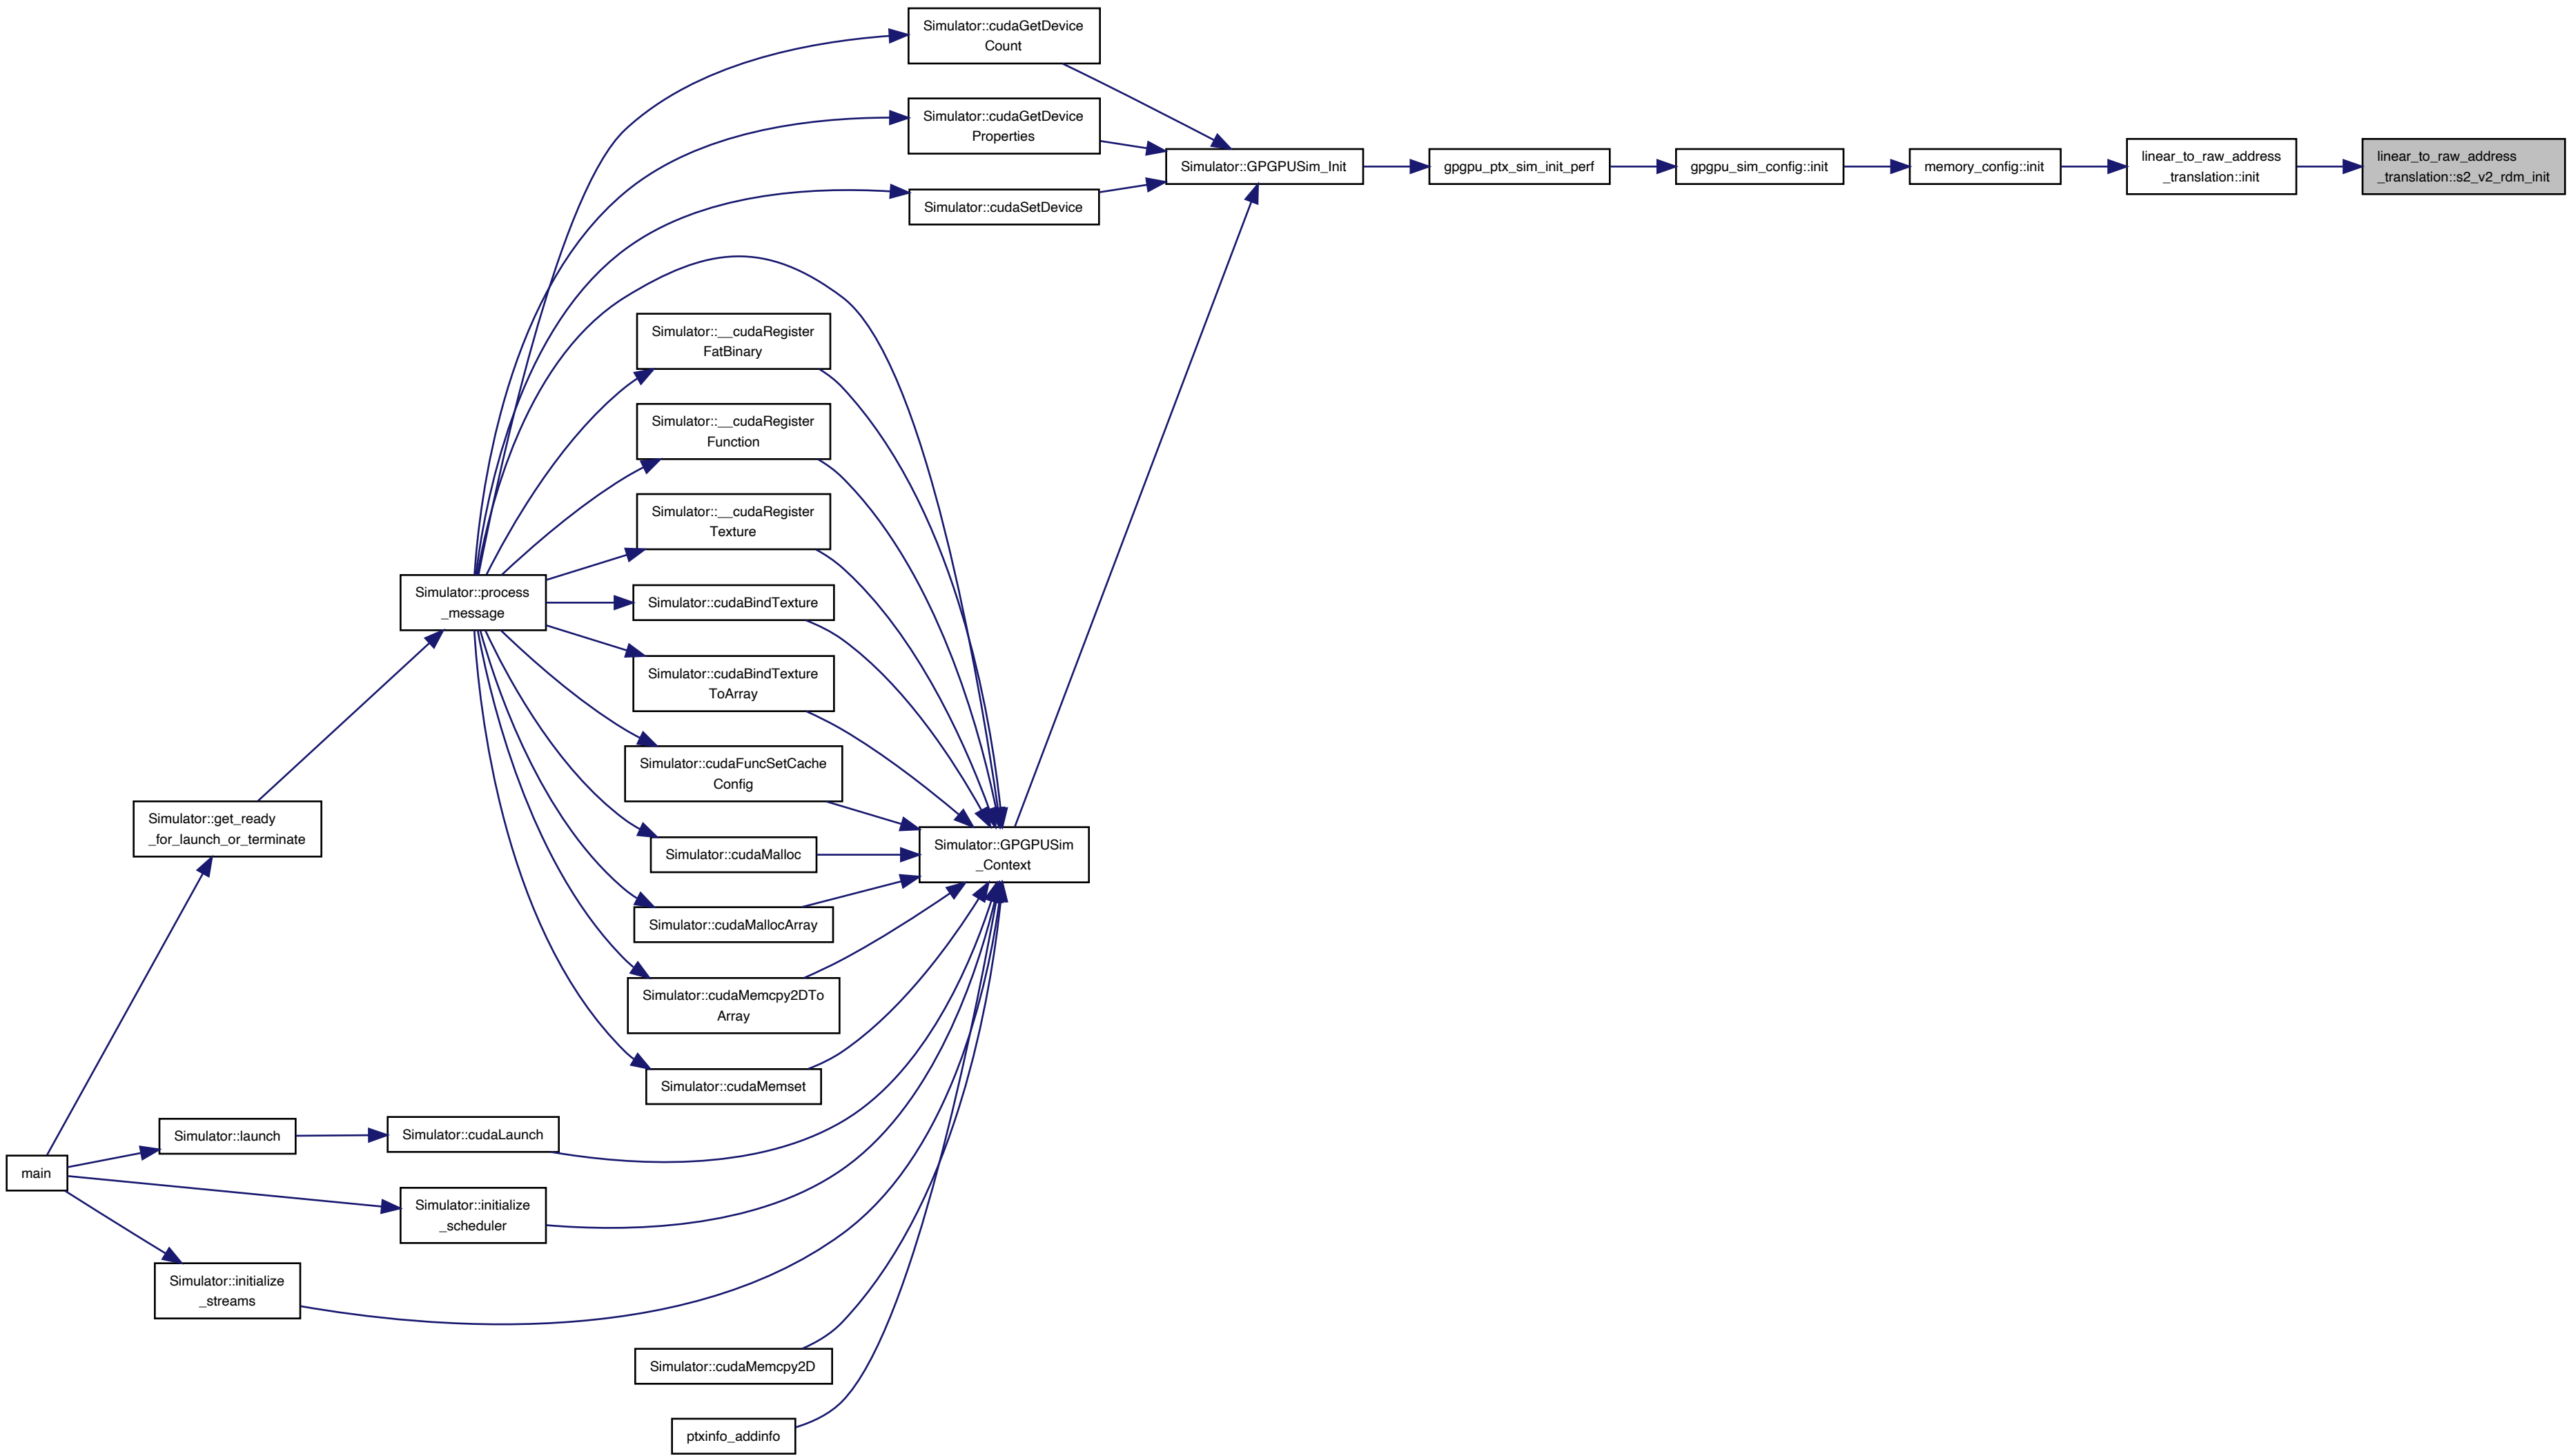 Simulator::cudaGetDevice
Count
Simulator::cudaGetDevice
Properties
Simulator::GPGPUSim_Init
gpgpu_ptx_sim_init_perf
gpgpu_sim_config::init
memory_config::init
linear_to_raw_address
_translation::init
linear_to_raw_address
_translation::s2_v2_rdm_init
Simulator::cudaSetDevice
Simulator::__cudaRegister
FatBinary
Simulator::__cudaRegister
Function
Simulator::__cudaRegister
Texture
Simulator::process
_message
Simulator::cudaBindTexture
Simulator::cudaBindTexture
ToArray
Simulator::cudaFuncSetCache
Config
Simulator::get_ready
_for_launch_or_terminate
Simulator::cudaMalloc
Simulator::GPGPUSim
_Context
Simulator::cudaMallocArray
Simulator::cudaMemcpy2DTo
Array
Simulator::cudaMemset
Simulator::launch
Simulator::cudaLaunch
main
Simulator::initialize
_scheduler
Simulator::initialize
_streams
Simulator::cudaMemcpy2D
ptxinfo_addinfo